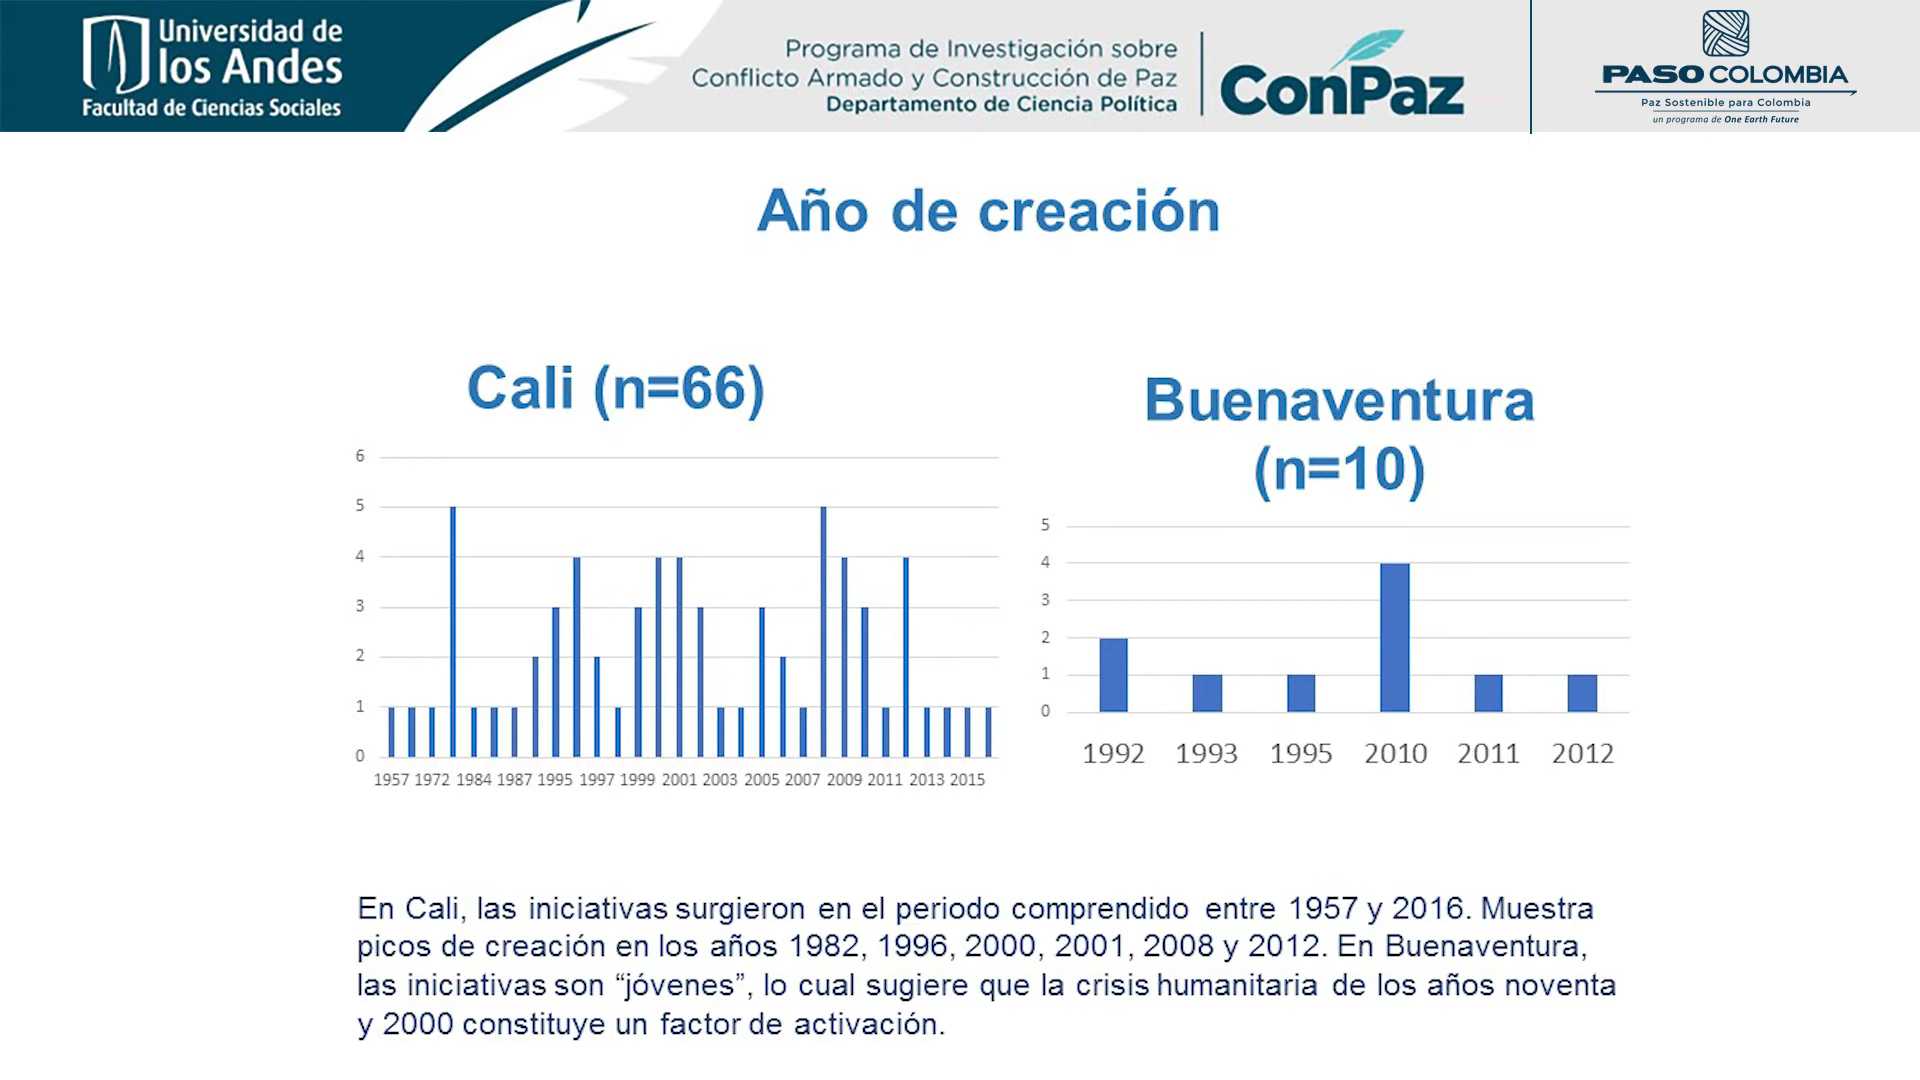 Universidad de
los Andes
Facultad de Ciencias Sociales
Programa de Investigación sobre
Conflicto Armado y Construcción de Paz
Departamento de Ciencia Política
ConPaz
PASO COLOMBIA
Paz Sostenible para Colombia
un programa de One Earth Future
Año de creación
Cali (n=66)
6
5
4
3
2
1
0
1957 1972 1984 1987 1995 1997 1999 2001 2003 2005 2007 2009 2011 2013 2015
Buenaventura
(n=10)
5
4
3
2
1
0
1992 1993 1995 2010 2011 2012
En Cali, las iniciativas surgieron en el periodo comprendido entre 1957 y 2016. Muestra
picos de creación en los años 1982, 1996, 2000, 2001, 2008 y 2012. En Buenaventura,
las iniciativas son “jóvenes”, lo cual sugiere que la crisis humanitaria de los años noventa
y 2000 constituye un factor de activación.